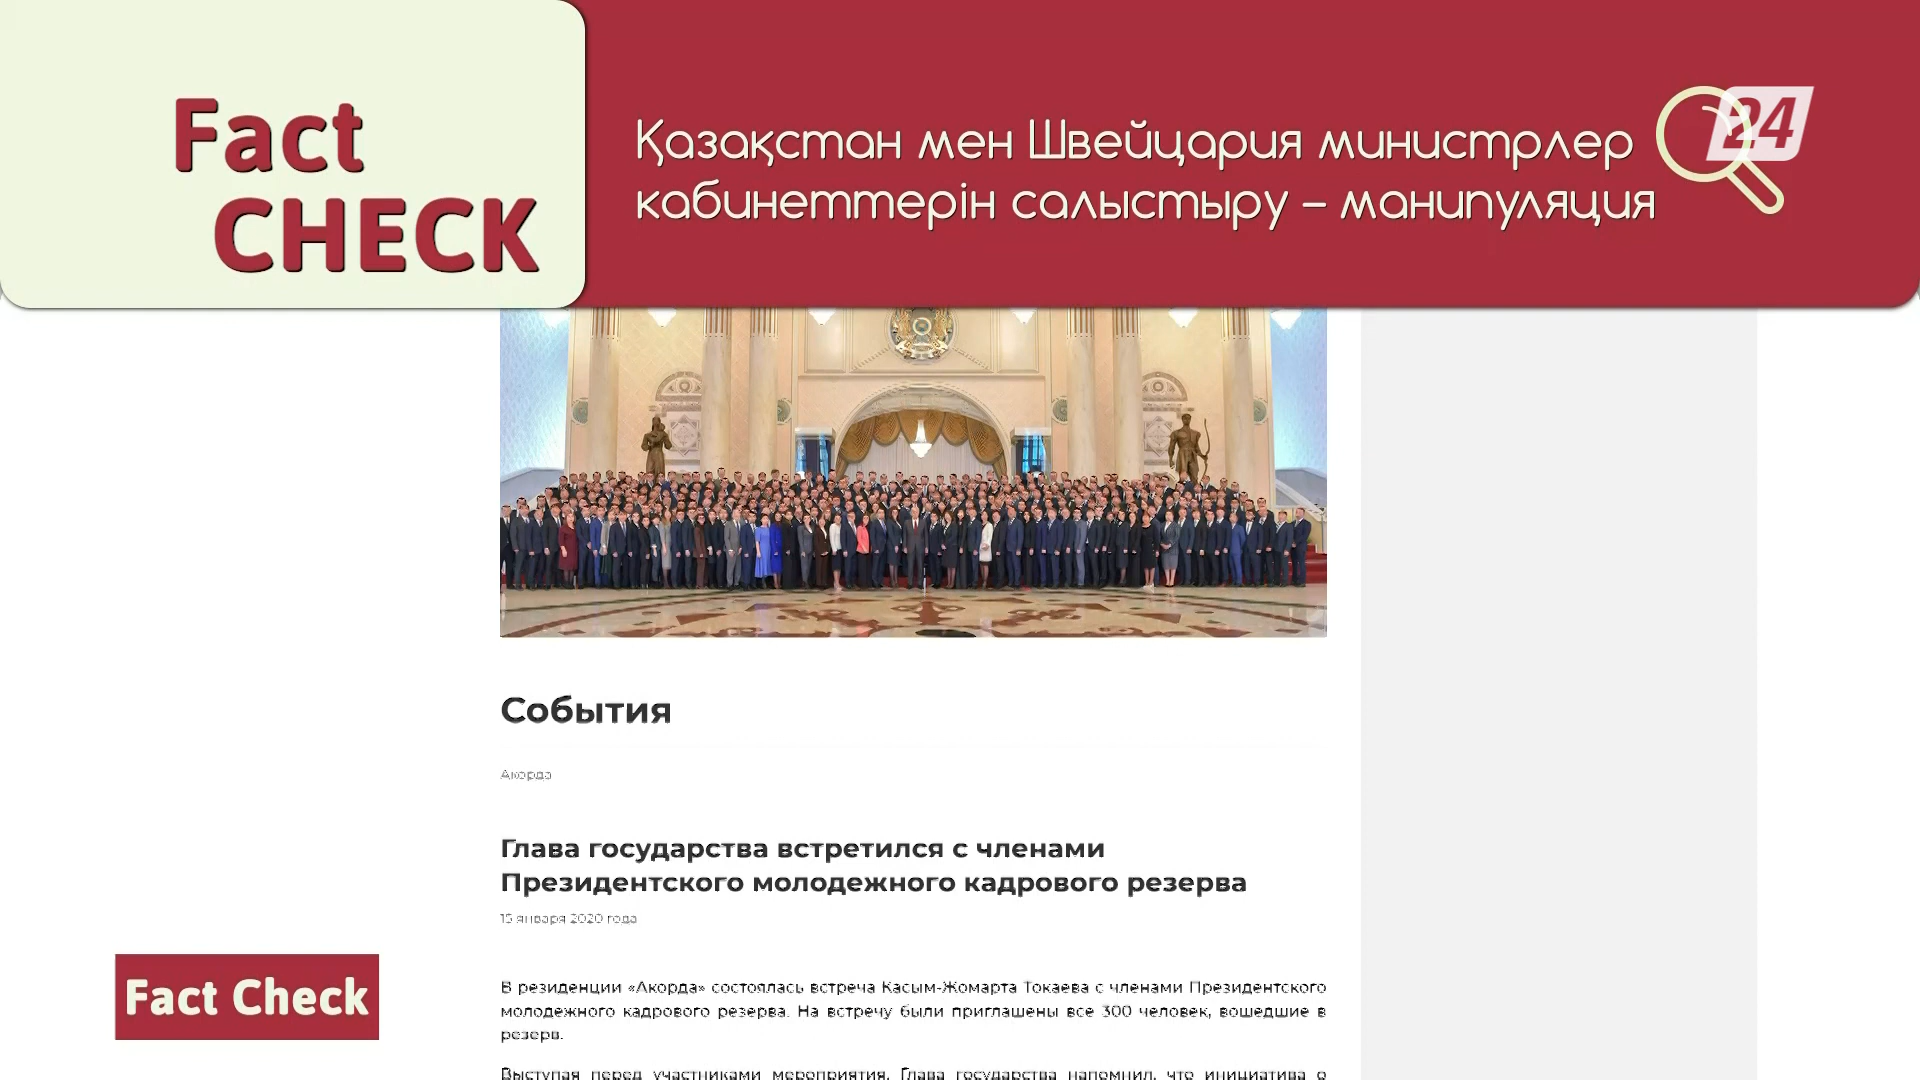 Fact
CHECK
Қазақстан мен Швейцария министрлер
кабинеттерін салыстыру – манипуляция
24
События
Акорда
Глава государства встретился с членами
Президентского молодежного кадрового резерва
15 января 2020 года
В резиденции «Акорда» состоялась встреча Касым-Жомарта Токаева с членами Президентского
молодежного кадрового резерва. На встречу были приглашены все 300 человек, вошедшие в
резерв.
Выступая перед участниками мероприятия, Глава государства напомнил, что инициатива о
Fact Check